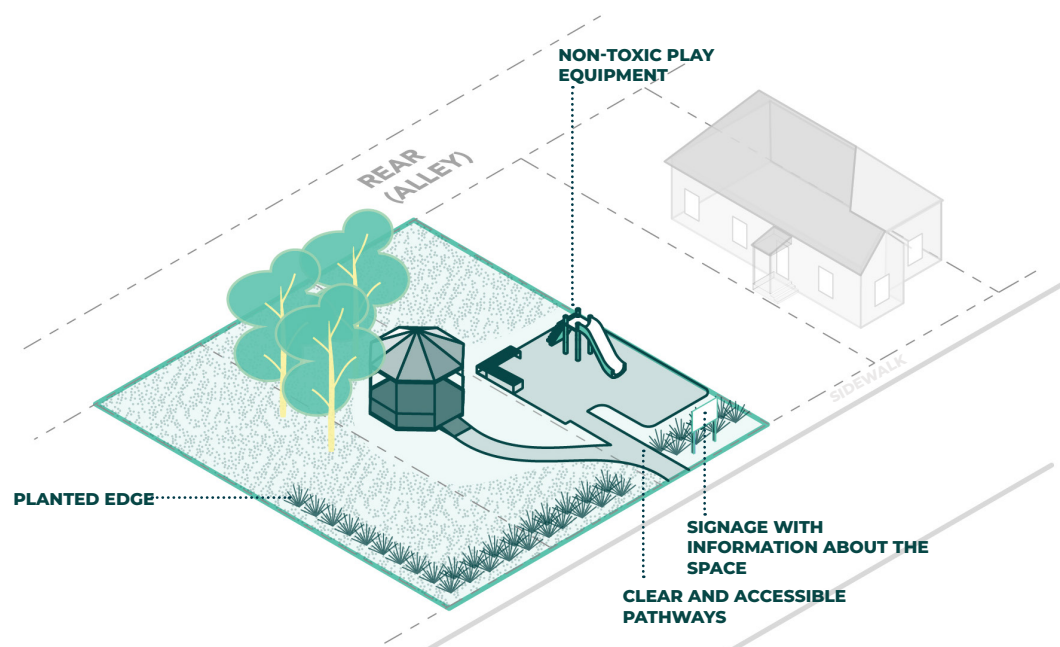 NON-TOXIC PLAY
EQUIPMENT
REAR
(ALLEY)
SIDEWALK
PLANTED EDGE
SIGNAGE WITH
INFORMATION ABOUT THE
SPACE
CLEAR AND ACCESSIBLE
PATHWAYS